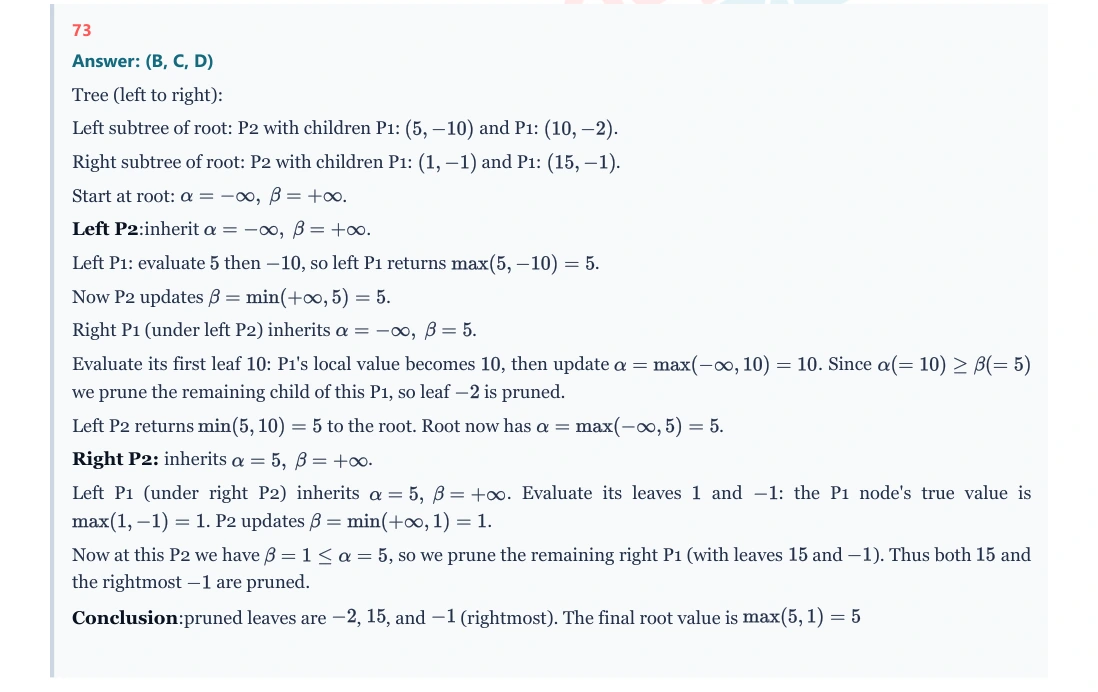 73
Answer: (B, C, D)
Tree (left to right):
Left subtree of root: P2 with children P1: (5, −10) and P1: (10, −2).
Right subtree of root: P2 with children P1: (1, −1) and P1: (15, −1).
Start at root: α = −∞, β = +∞.
Left P2:inherit α = −∞, β = +∞.
Left P1: evaluate 5 then −10, so left P1 returns max(5, −10) = 5.
Now P2 updates β = min(+∞, 5) = 5.
Right P1 (under left P2) inherits α = −∞, β = 5.
Evaluate its first leaf 10: P1's local value becomes 10, then update α = max(−∞, 10) = 10. Since α(= 10) ≥ β(= 5)
we prune the remaining child of this P1, so leaf −2 is pruned.
Left P2 returns min(5, 10) = 5 to the root. Root now has α = max(−∞, 5) = 5.
Right P2: inherits α = 5, β = +∞.
Left P1 (under right P2) inherits α = 5, β = +∞. Evaluate its leaves 1 and −1: the P1 node's true value is
max(1, −1) = 1. P2 updates β = min(+∞, 1) = 1.
Now at this P2 we have β = 1 ≤ α = 5, so we prune the remaining right P1 (with leaves 15 and −1). Thus both 15 and
the rightmost −1 are pruned.
Conclusion:pruned leaves are −2, 15, and −1 (rightmost). The final root value is max(5, 1) = 5